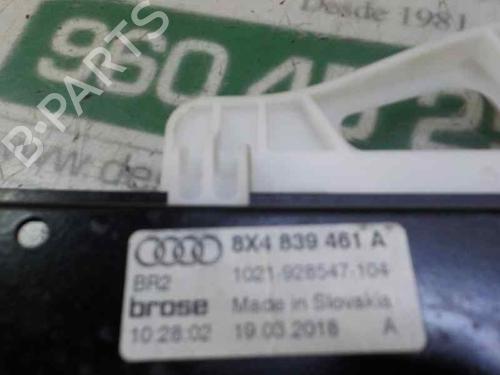 Desde 1981
B-PARTS
8X4 839 461 A
BR2
1021-928547-104
brose
Made in Slovakia
10:28:02
19.03.2018
A